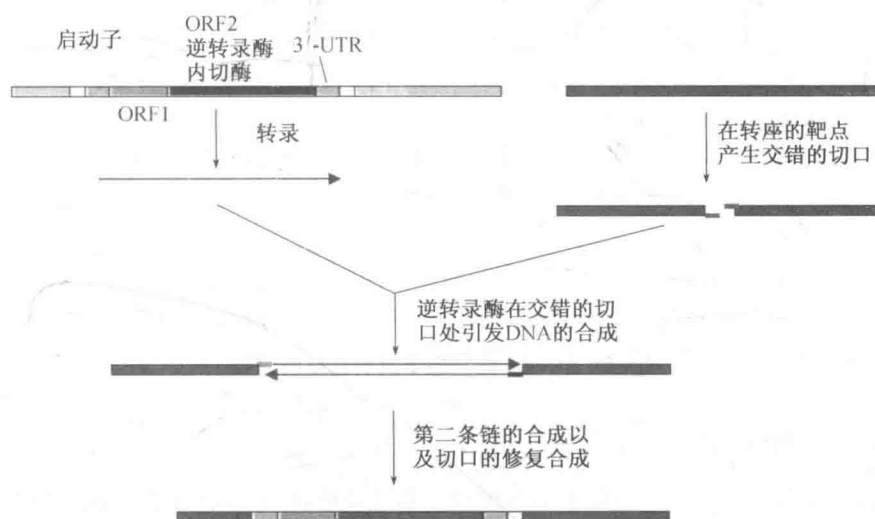 启动子
ORF2
逆转录酶
内切酶
3′-UTR
ORF1
转录
在转座的靶点
产生交错的切口
逆转录酶在交错的切
口处引发DNA的合成
第二条链的合成以
及切口的修复合成